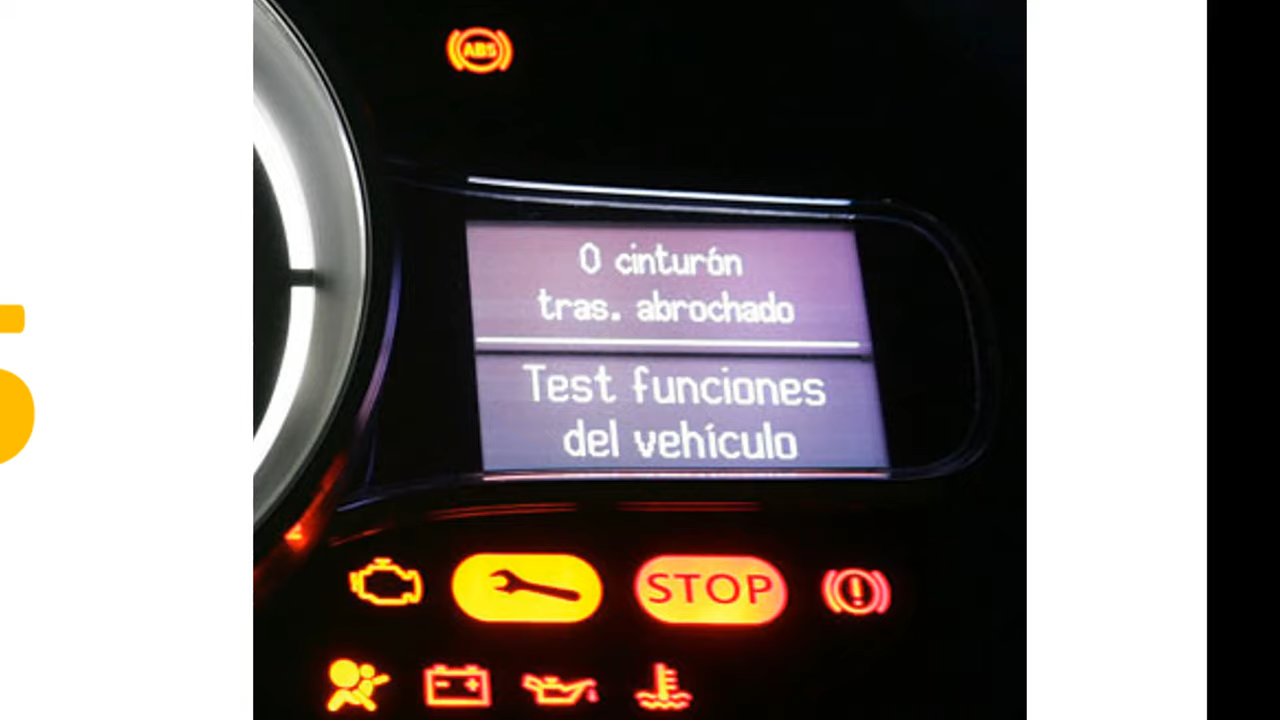 ABS
0 cinturón
tras. abrochado
Test funciones
del vehículo
STOP